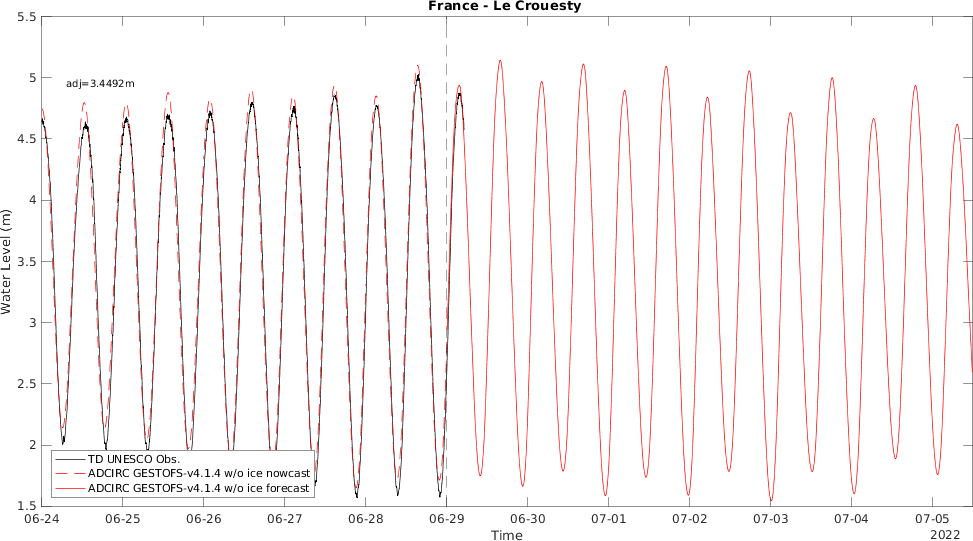 France - Le Crouesty
5.5
5
4.5
4
3.5
3
2.5
2
1.5
Water Level (m)
adj=3.4492m
TD UNESCO Obs.
ADCIRC GESTOFS-v4.1.4 w/o ice nowcast
ADCIRC GESTOFS-v4.1.4 w/o ice forecast
06-24 06-25 06-26 06-27 06-28 06-29 06-30 07-01 07-02 07-03 07-04 07-05
2022
Time